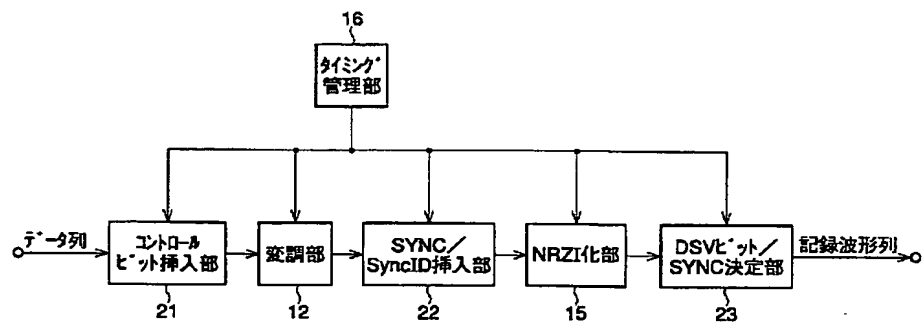 16
タイミング
管理部
データ列
コントロール
ビット挿入部
変調部
SYNC／
SyncID挿入部
NRZI化部
DSVビット／
SYNC決定部
記録波形列
21
12
22
15
23